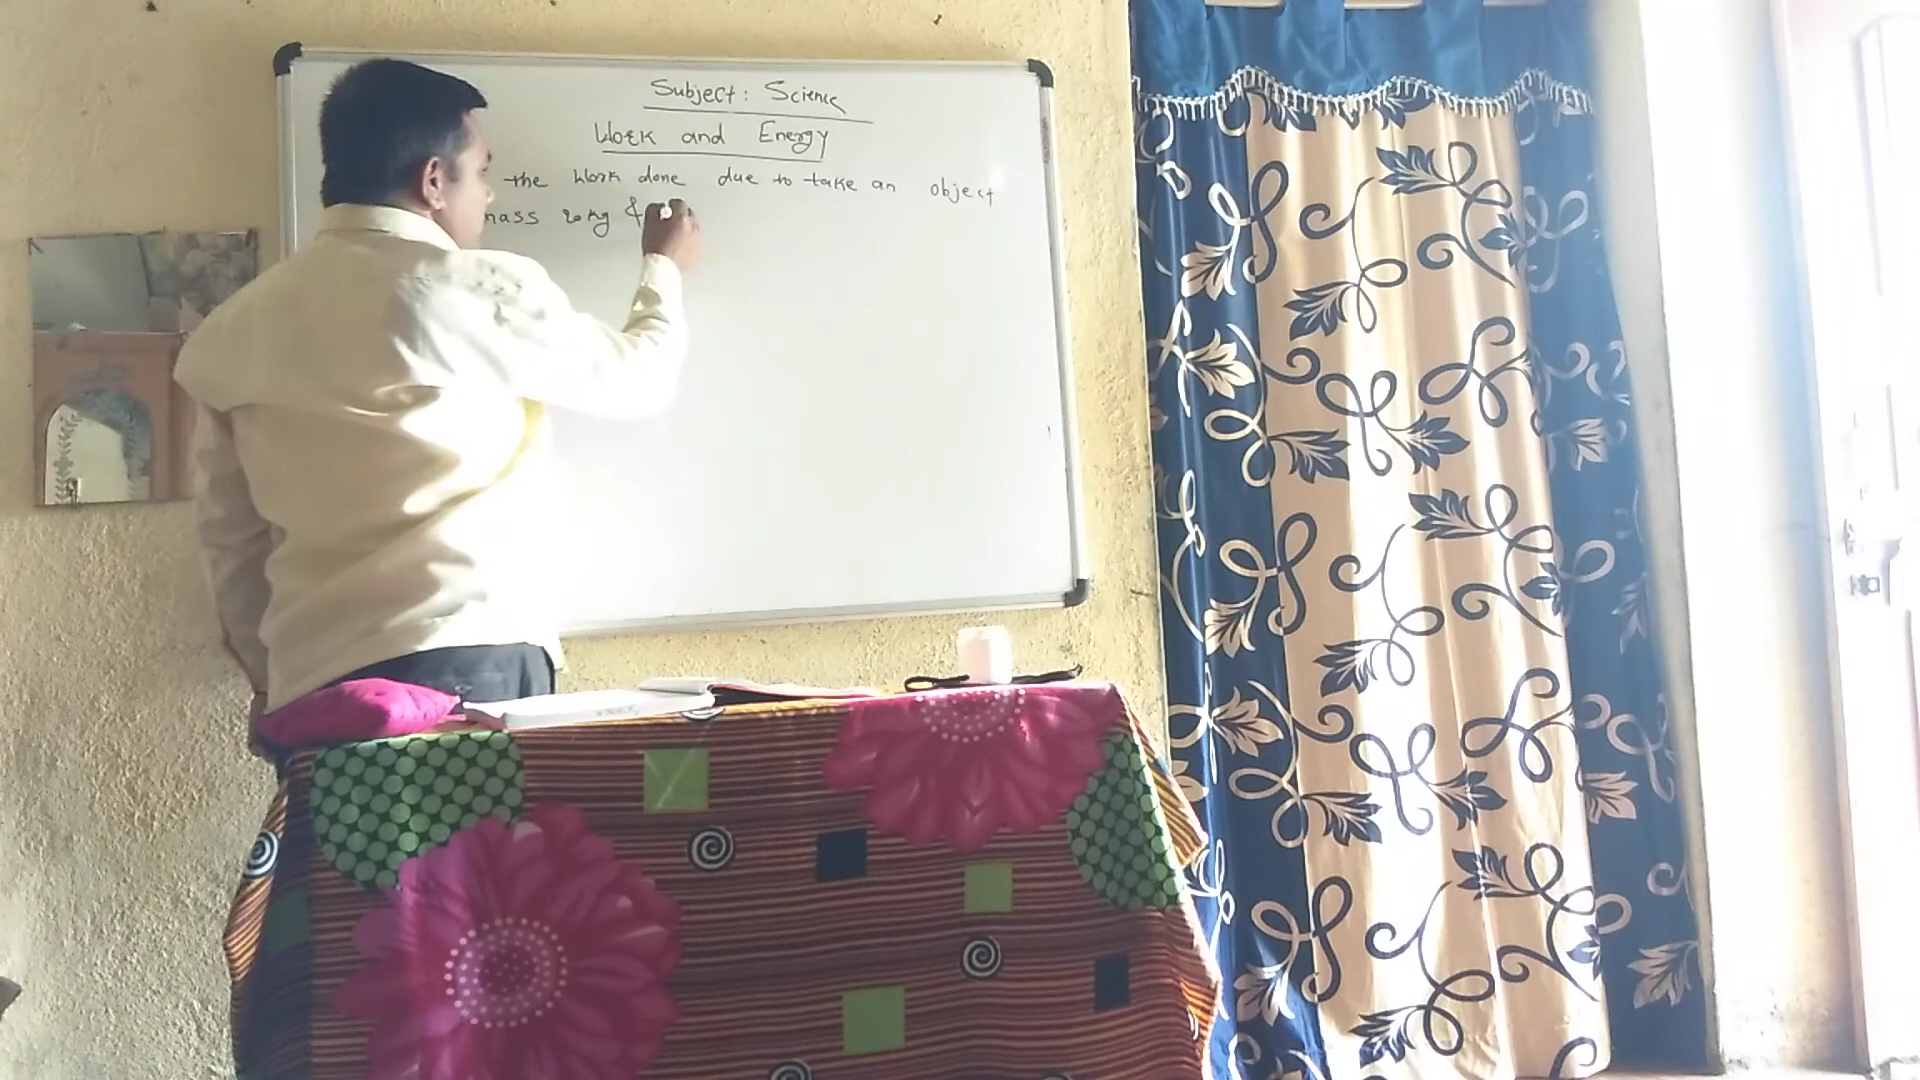 Subject: Science
Work and Energy
the work done due to take an object
mass 20kg &